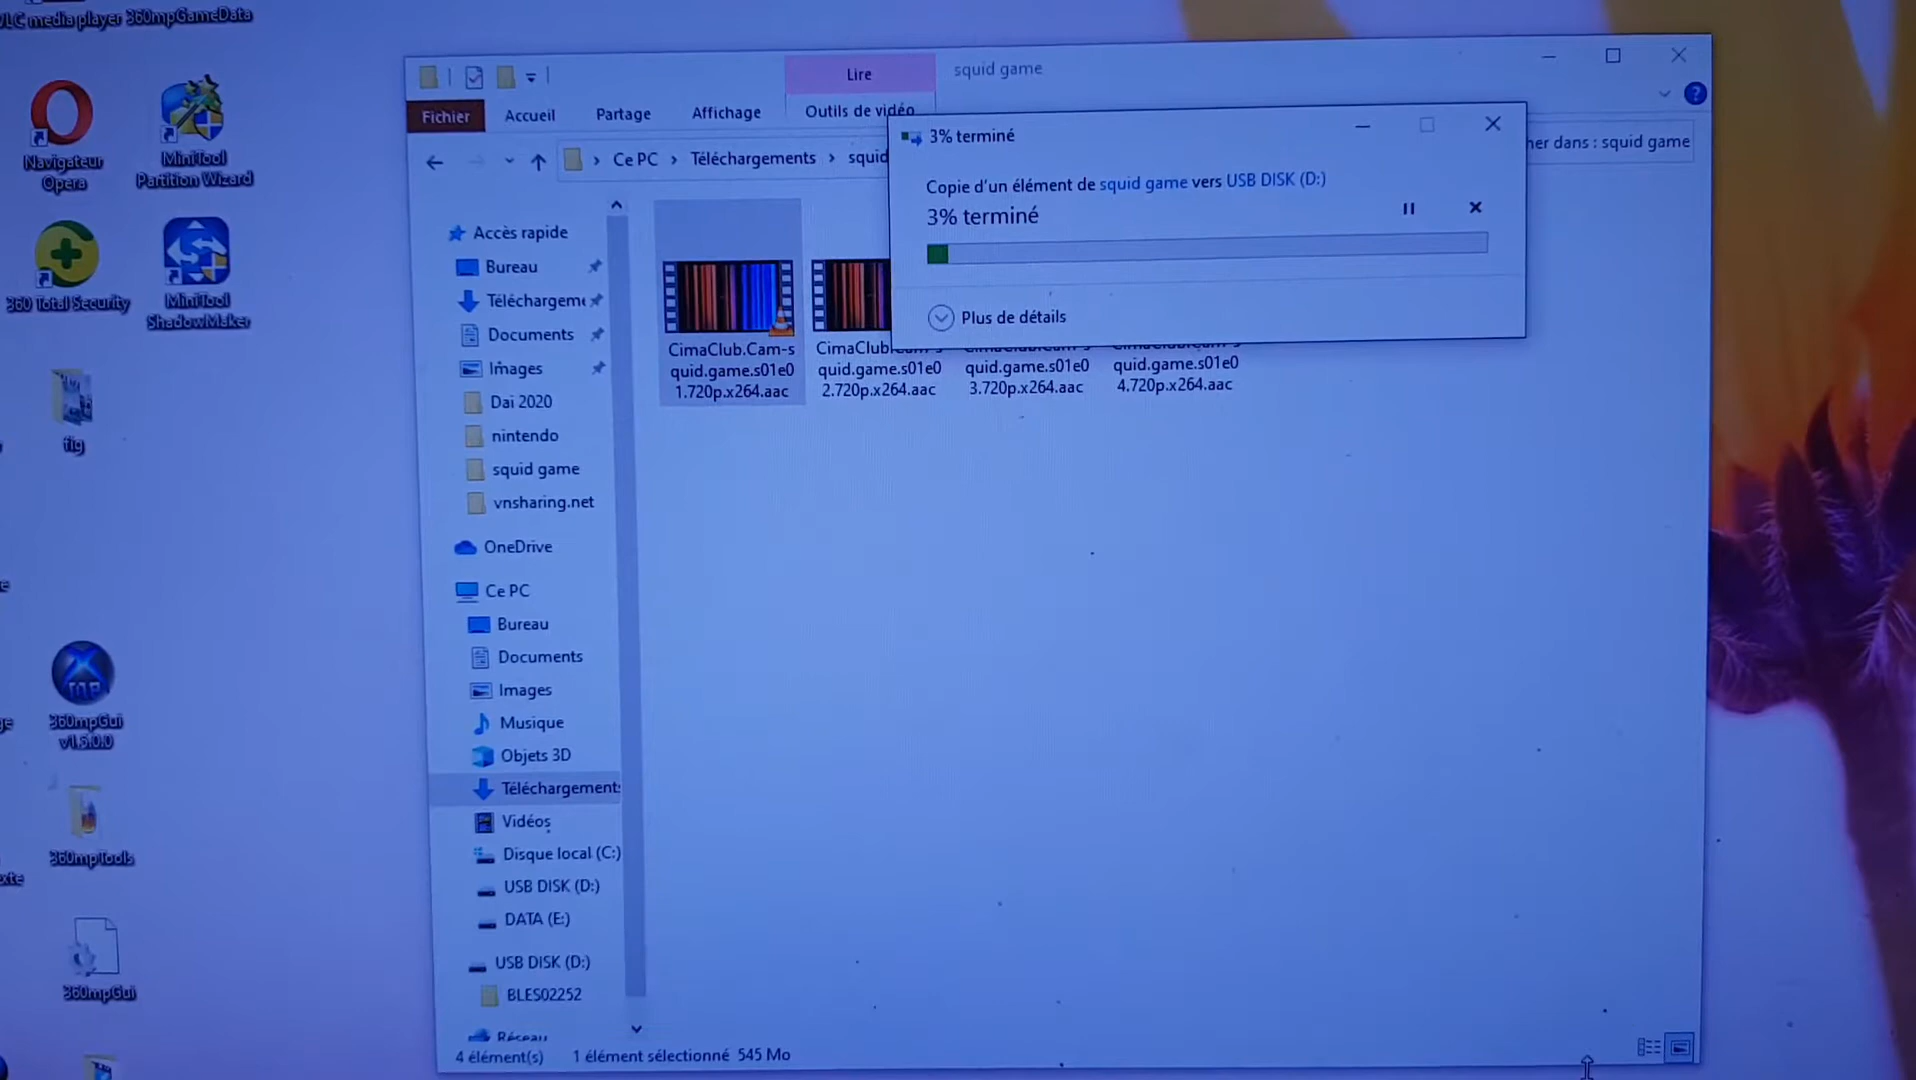 VLC media player
360mpGameData
Navigateur
Opera
MiniTool
Partition Wizard
360 Total Security
MiniTool
ShadowMaker
fig
360mpGui
v1.5.0.0
360mpTools
xte
360mpGui
Lire
squid game
Fichier
Accueil
Partage
Affichage
Outils de vidéo
Ce PC
Téléchargements
squid
her dans : squid game
3% terminé
Copie d'un élément de squid game vers USB DISK (D:)
3% terminé
Plus de détails
Accès rapide
Bureau
Téléchargeme
Documents
Images
Dai 2020
nintendo
squid game
vnsharing.net
OneDrive
Ce PC
Bureau
Documents
Images
Musique
Objets 3D
Téléchargements
Vidéos
Disque local (C:)
USB DISK (D:)
DATA (E:)
USB DISK (D:)
BLES02252
Réseau
CimaClub.Cam-s
quid.game.s01e0
1.720p.x264.aac
CimaClub.Cam-s
quid.game.s01e0
2.720p.x264.aac
CimaClub.Cam-s
quid.game.s01e0
3.720p.x264.aac
CimaClub.Cam-s
quid.game.s01e0
4.720p.x264.aac
4 élément(s)
1 élément sélectionné 545 Mo